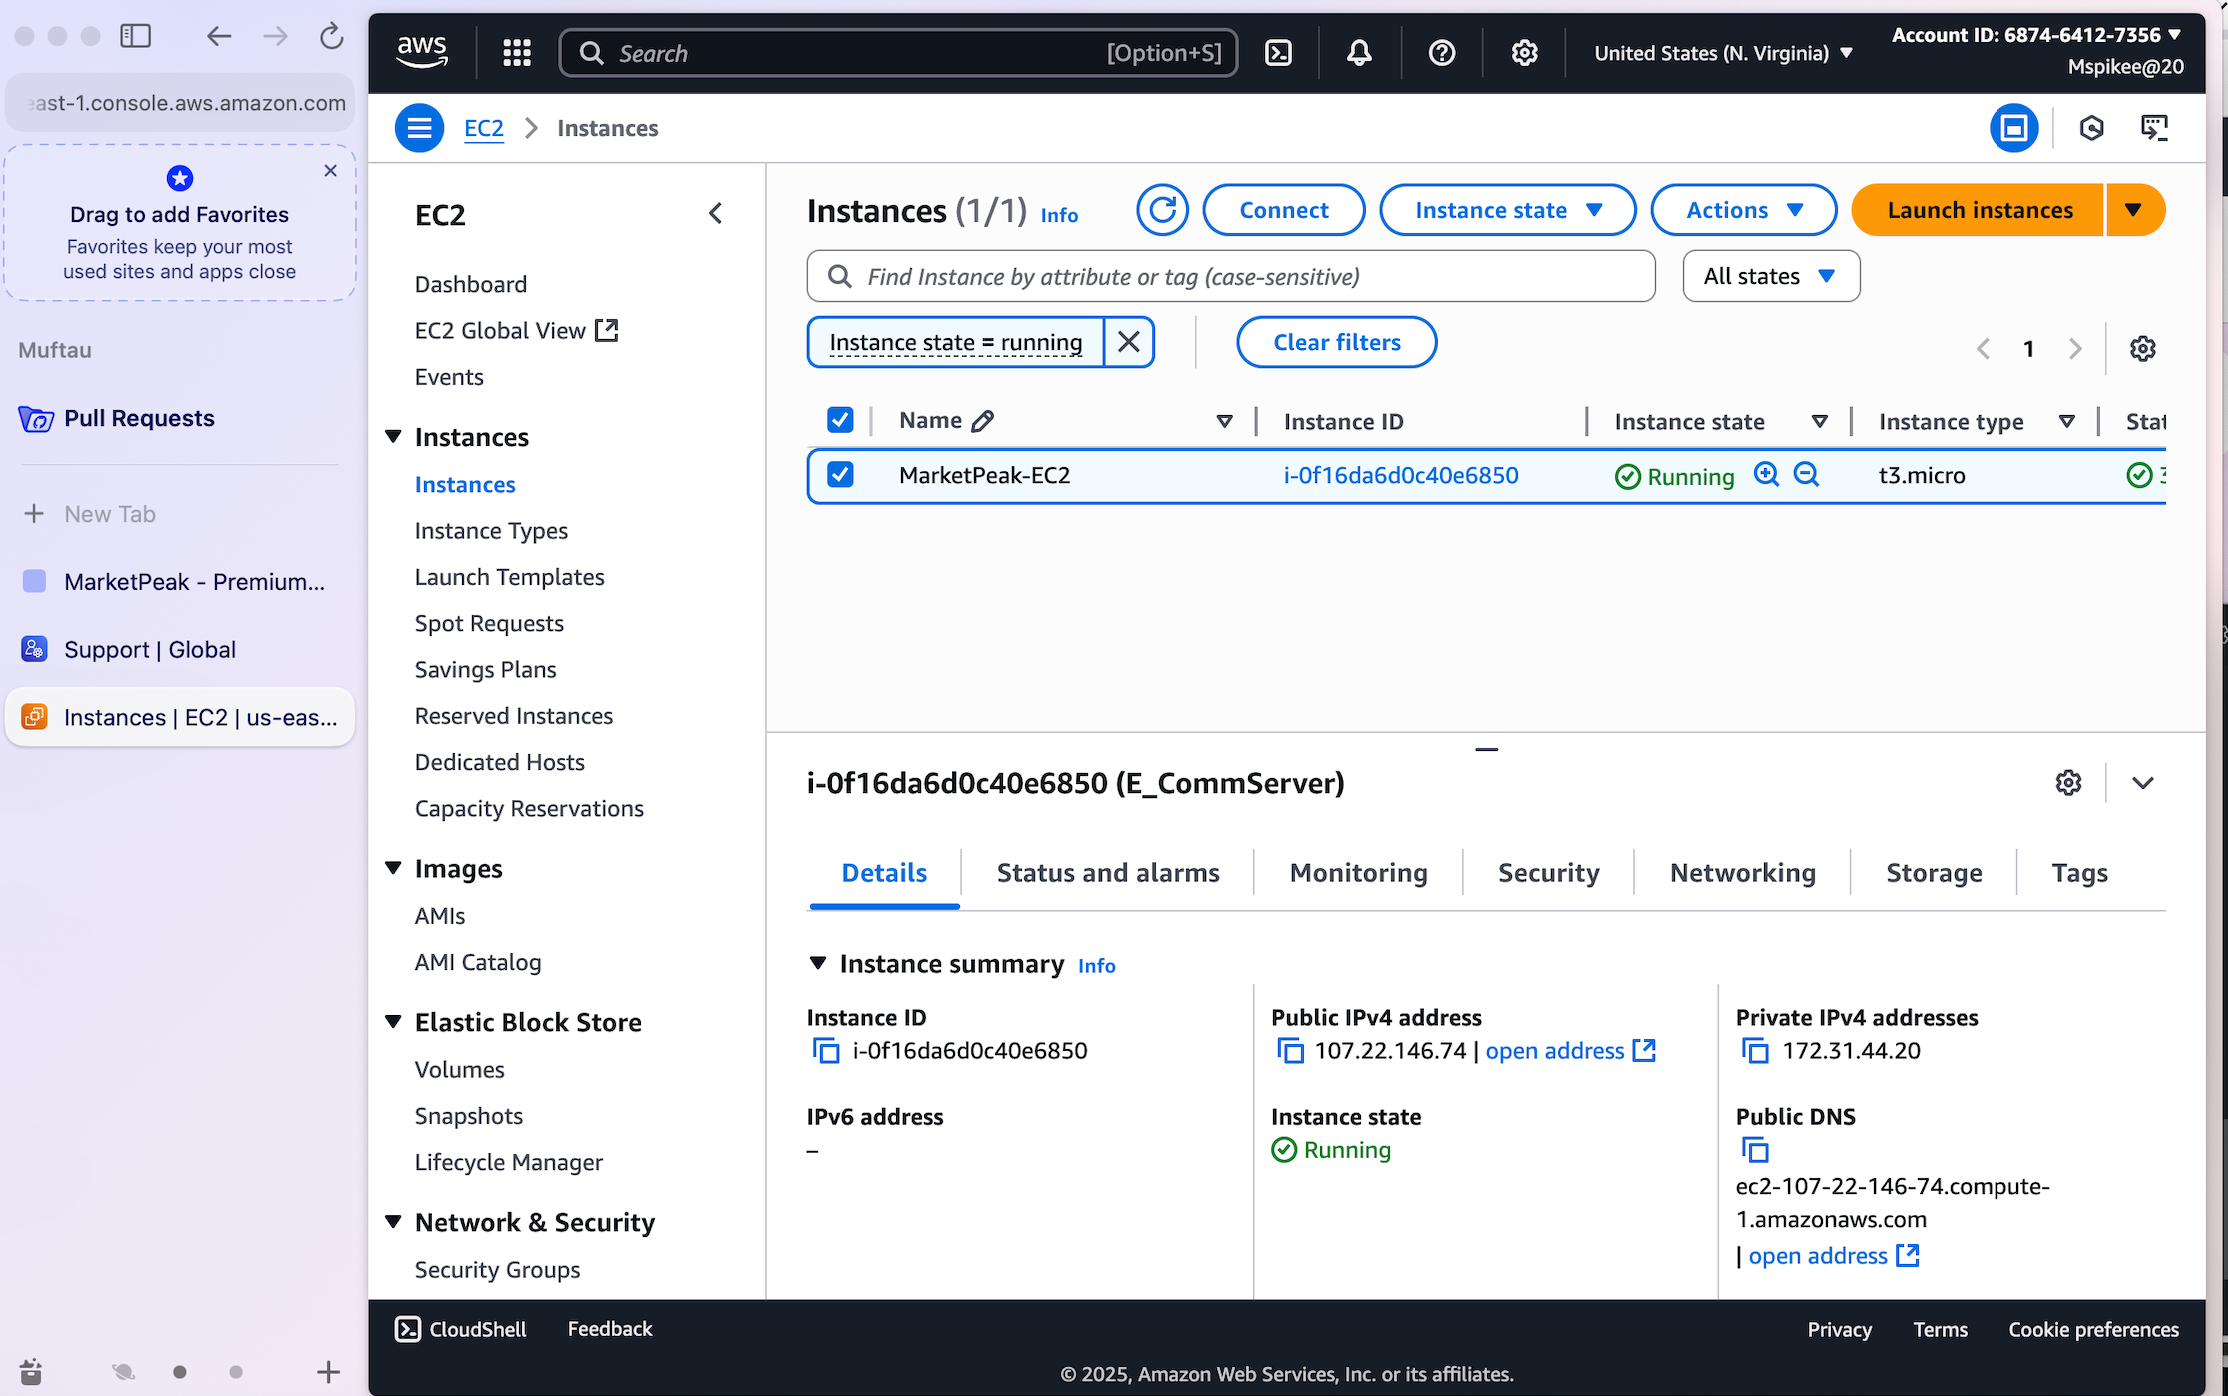 east-1.console.aws.amazon.com
Drag to add Favorites
Favorites keep your most
used sites and apps close
Muftau
Pull Requests
New Tab
MarketPeak - Premium...
Support | Global
Instances | EC2 | us-eas...
aws
Search [Option+S]
United States (N. Virginia)
Account ID: 6874-6412-7356
Mspikee@20
EC2 Instances
EC2
Dashboard
EC2 Global View
Events
Instances
Instances
Instance Types
Launch Templates
Spot Requests
Savings Plans
Reserved Instances
Dedicated Hosts
Capacity Reservations
Images
AMIs
AMI Catalog
Elastic Block Store
Volumes
Snapshots
Lifecycle Manager
Network & Security
Security Groups
Instances (1/1) Info
Connect
Instance state
Actions
Launch instances
Find Instance by attribute or tag (case-sensitive)
All states
Instance state = running
Clear filters
1
Name Instance ID Instance state Instance type Stat
MarketPeak-EC2 i-0f16da6d0c40e6850 Running t3.micro
i-0f16da6d0c40e6850 (E_CommServer)
Details Status and alarms Monitoring Security Networking Storage Tags
Instance summary Info
Instance ID
i-0f16da6d0c40e6850
Public IPv4 address
107.22.146.74 | open address
Private IPv4 addresses
172.31.44.20
IPv6 address
–
Instance state
Running
Public DNS
ec2-107-22-146-74.compute-
1.amazonaws.com
| open address
CloudShell Feedback
Privacy Terms Cookie preferences
© 2025, Amazon Web Services, Inc. or its affiliates.